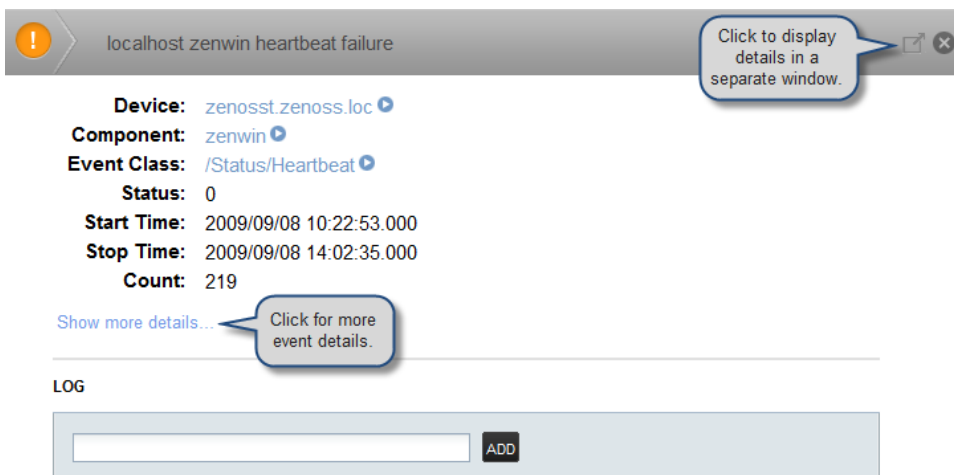 !
localhost zenwin heartbeat failure
Click to display
details in a
separate window.
Device: zenosst.zenoss.loc
Component: zenwin
Event Class: /Status/Heartbeat
Status: 0
Start Time: 2009/09/08 10:22:53.000
Stop Time: 2009/09/08 14:02:35.000
Count: 219
Show more details...
Click for more
event details.
LOG
ADD